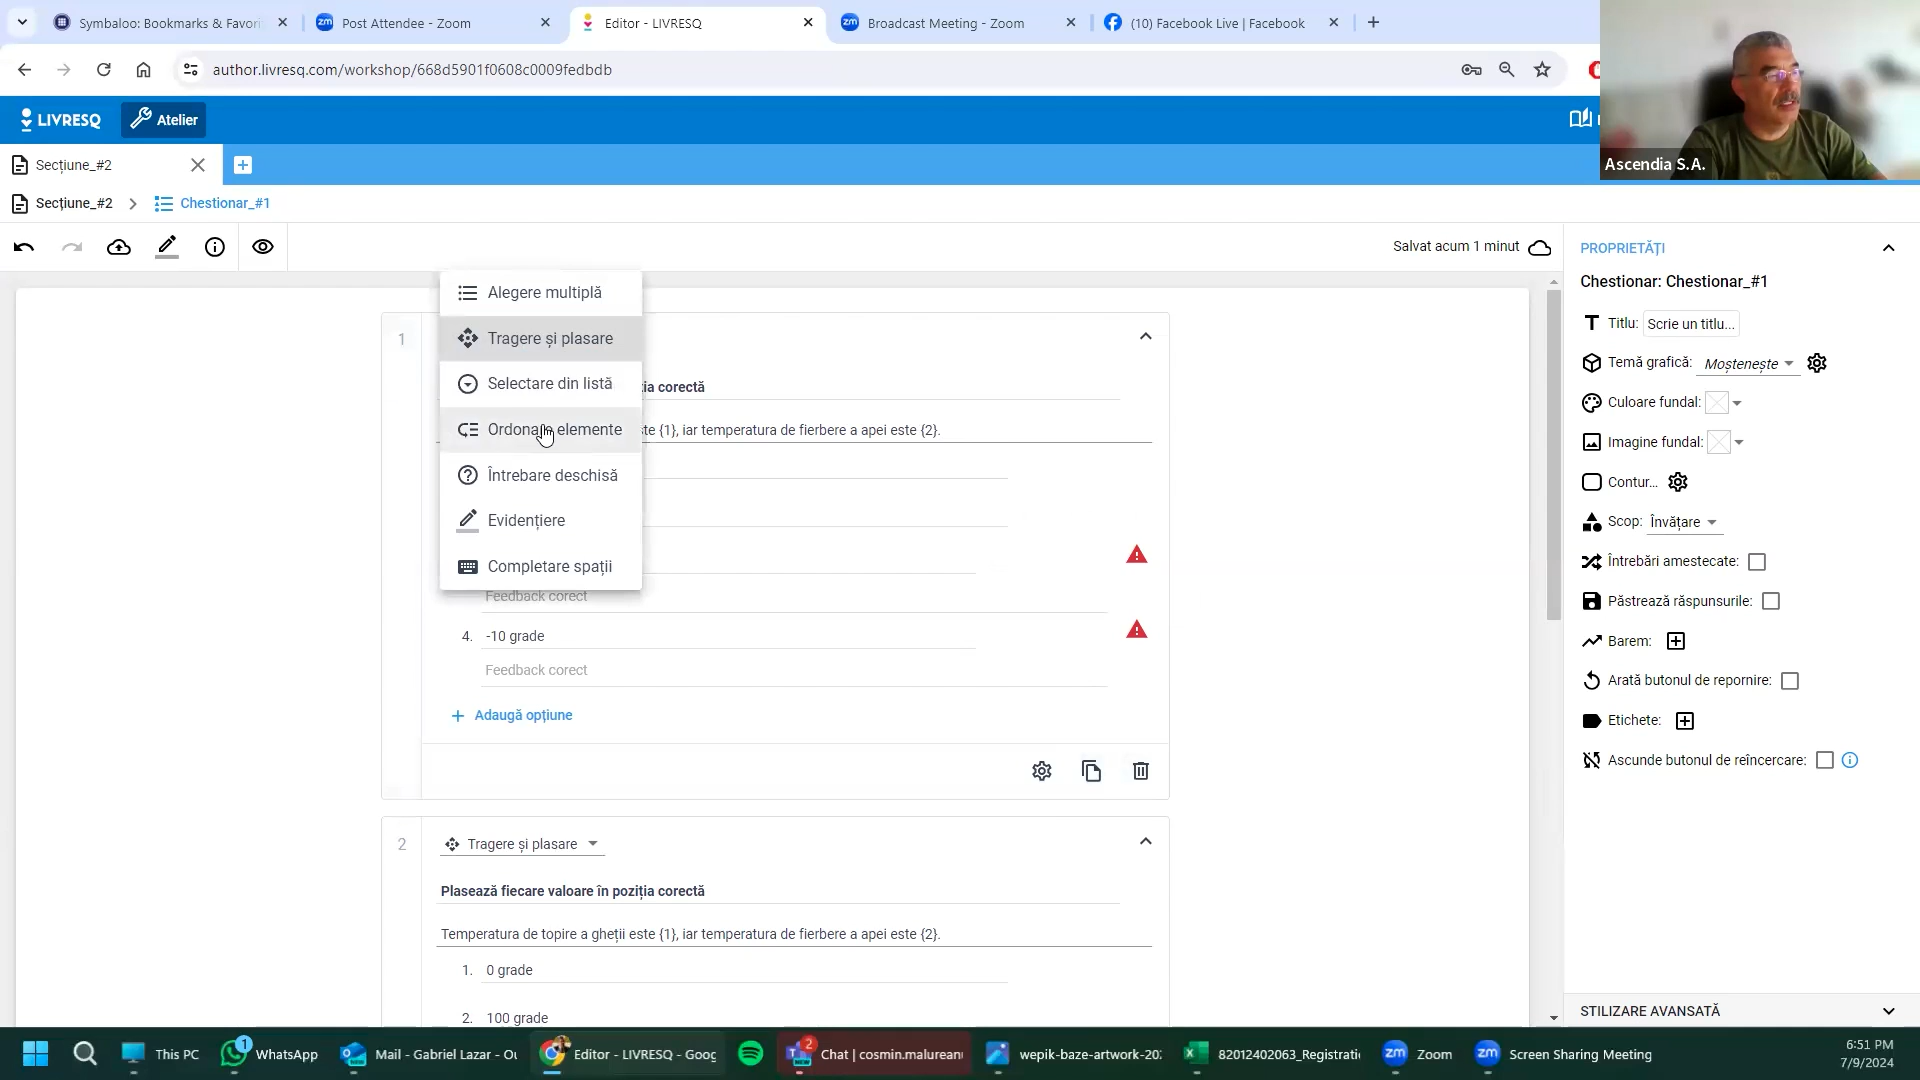 Symbaloo: Bookmarks & Favori
Post Attendee - Zoom
Editor - LIVRESQ
Broadcast Meeting - Zoom
(10) Facebook Live | Facebook
author.livresq.com/workshop/668d5901f0608c0009fedbdb
LIVRESQ
Atelier
Ascendia S.A.
Secțiune_#2
Secțiune_#2
Chestionar_#1
Salvat acum 1 minut
PROPRIETĂȚI
Chestionar: Chestionar_#1
Titlu: Scrie un titlu...
Temă grafică: Moștenește
Culoare fundal:
Imagine fundal:
Contur...
Scop: Învățare
Întrebări amestecate:
Păstrează răspunsurile:
Barem:
Arată butonul de repornire:
Etichete:
Ascunde butonul de reîncercare:
STILIZARE AVANSATĂ
Alegere multiplă
Tragere și plasare
Selectare din listă
Ordonare elemente
Întrebare deschisă
Evidențiere
Completare spații
1
ia corectă
te {1}, iar temperatura de fierbere a apei este {2}.
Feedback corect
4. -10 grade
Feedback corect
Adaugă opțiune
2
Tragere și plasare
Plasează fiecare valoare în poziția corectă
Temperatura de topire a gheții este {1}, iar temperatura de fierbere a apei este {2}.
1. 0 grade
2. 100 grade
This PC
1
WhatsApp
Mail - Gabriel Lazar - Ou
Editor - LIVRESQ - Goog
2
Chat | cosmin.malurean
wepik-baze-artwork-202
82012402063_Registrati
Zoom
Screen Sharing Meeting
6:51 PM
7/9/2024